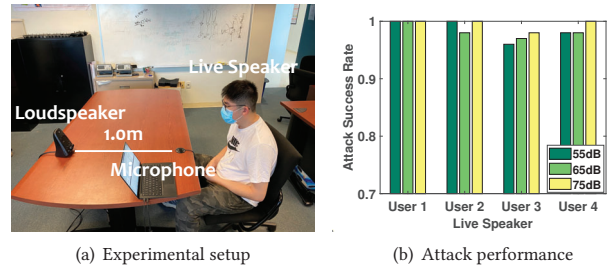 Live Speaker
Loudspeaker
1.0m
Microphone
(a) Experimental setup
1
0.9
0.8
0.7
Attack Success Rate
55dB
65dB
75dB
User 1 User 2 User 3 User 4
Live Speaker
(b) Attack performance